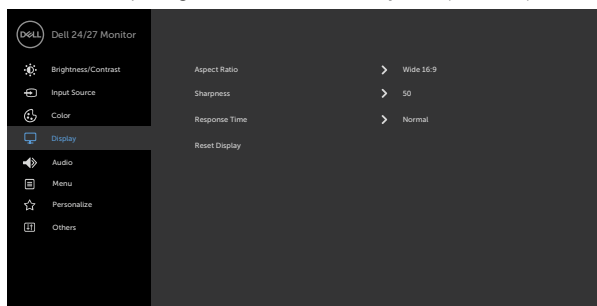 DELL
Dell 24/27 Monitor
Brightness/Contrast
Aspect Ratio
Wide 16:9
Input Source
Sharpness
50
Color
Response Time
Normal
Display
Reset Display
Audio
Menu
Personalize
Others